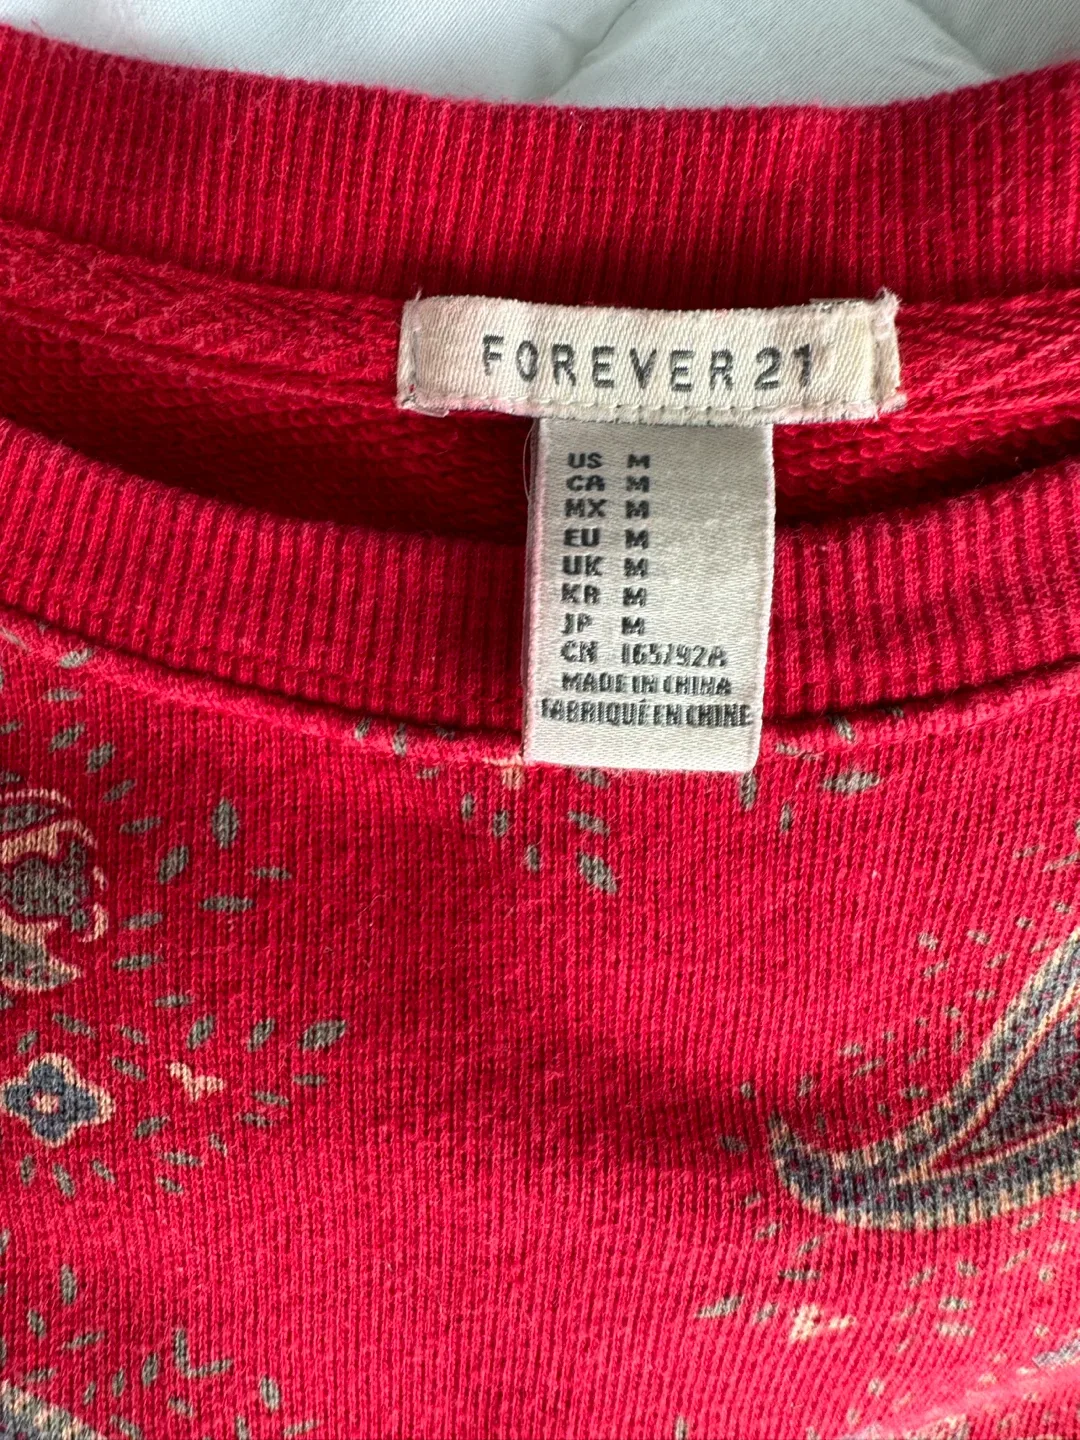 FOREVER 21
US M
CA M
MX M
EU M
UK M
KR M
JP M
CN 165/92A
MADE IN CHINA
FABRIQUÉ EN CHINE